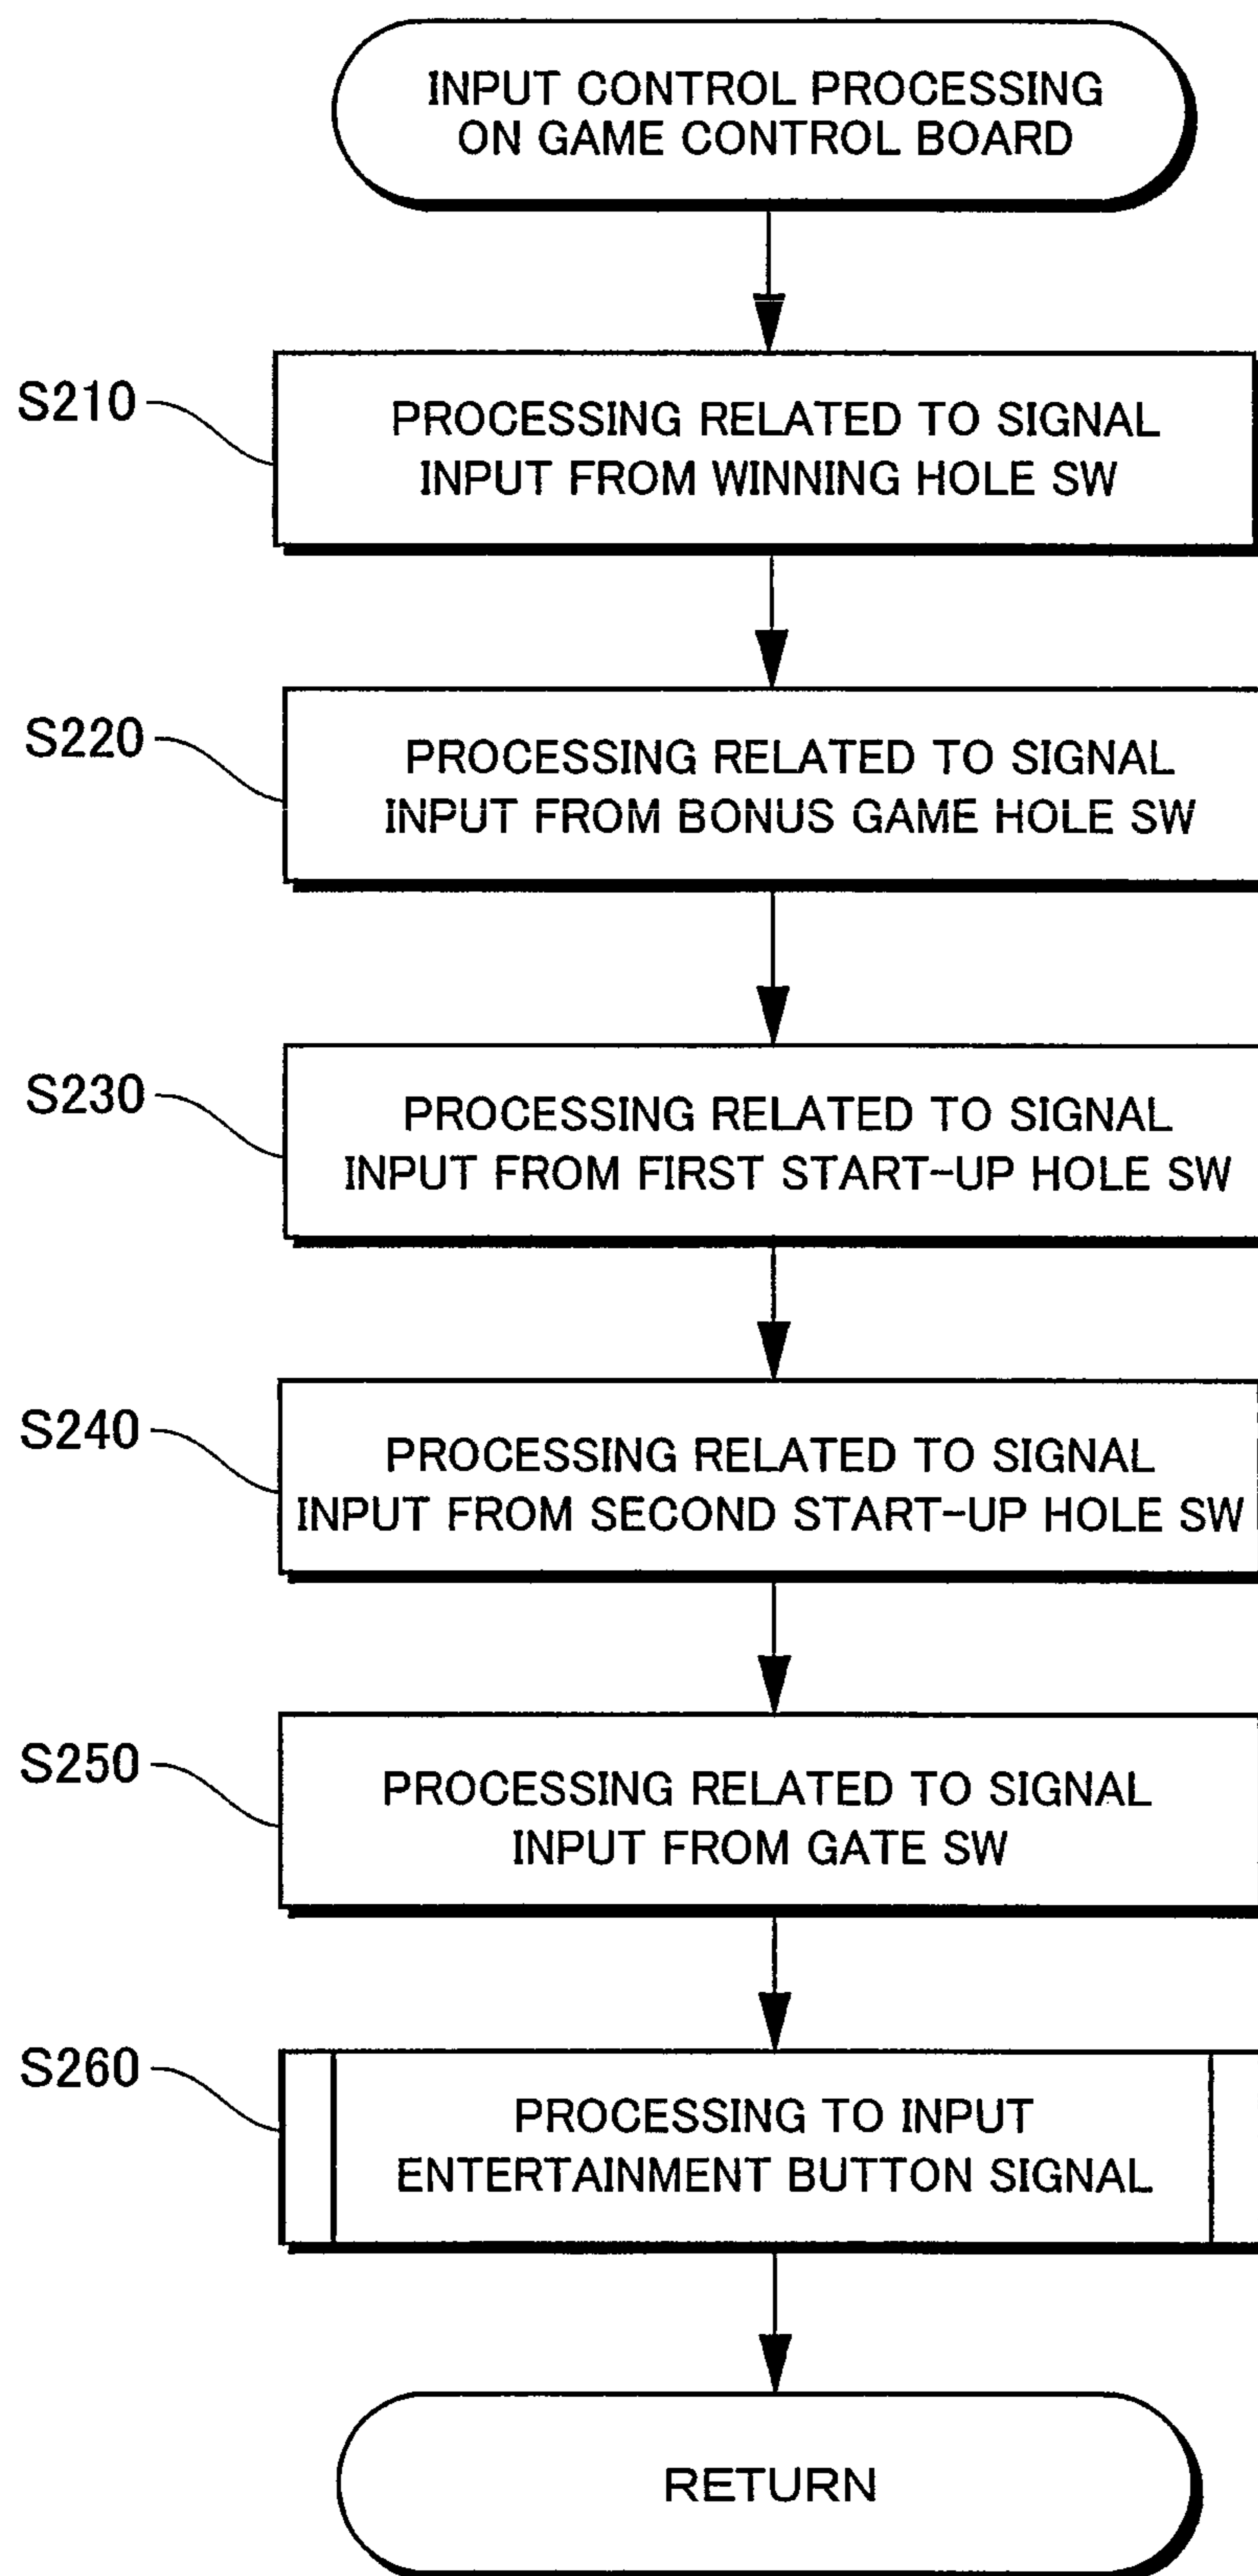 INPUT CONTROL PROCESSING
ON GAME CONTROL BOARD
S210
PROCESSING RELATED TO SIGNAL
INPUT FROM WINNING HOLE SW
S220
PROCESSING RELATED TO SIGNAL
INPUT FROM BONUS GAME HOLE SW
S230
PROCESSING RELATED TO SIGNAL
INPUT FROM FIRST START-UP HOLE SW
S240
PROCESSING RELATED TO SIGNAL
INPUT FROM SECOND START-UP HOLE SW
S250
PROCESSING RELATED TO SIGNAL
INPUT FROM GATE SW
S260
PROCESSING TO INPUT
ENTERTAINMENT BUTTON SIGNAL
RETURN